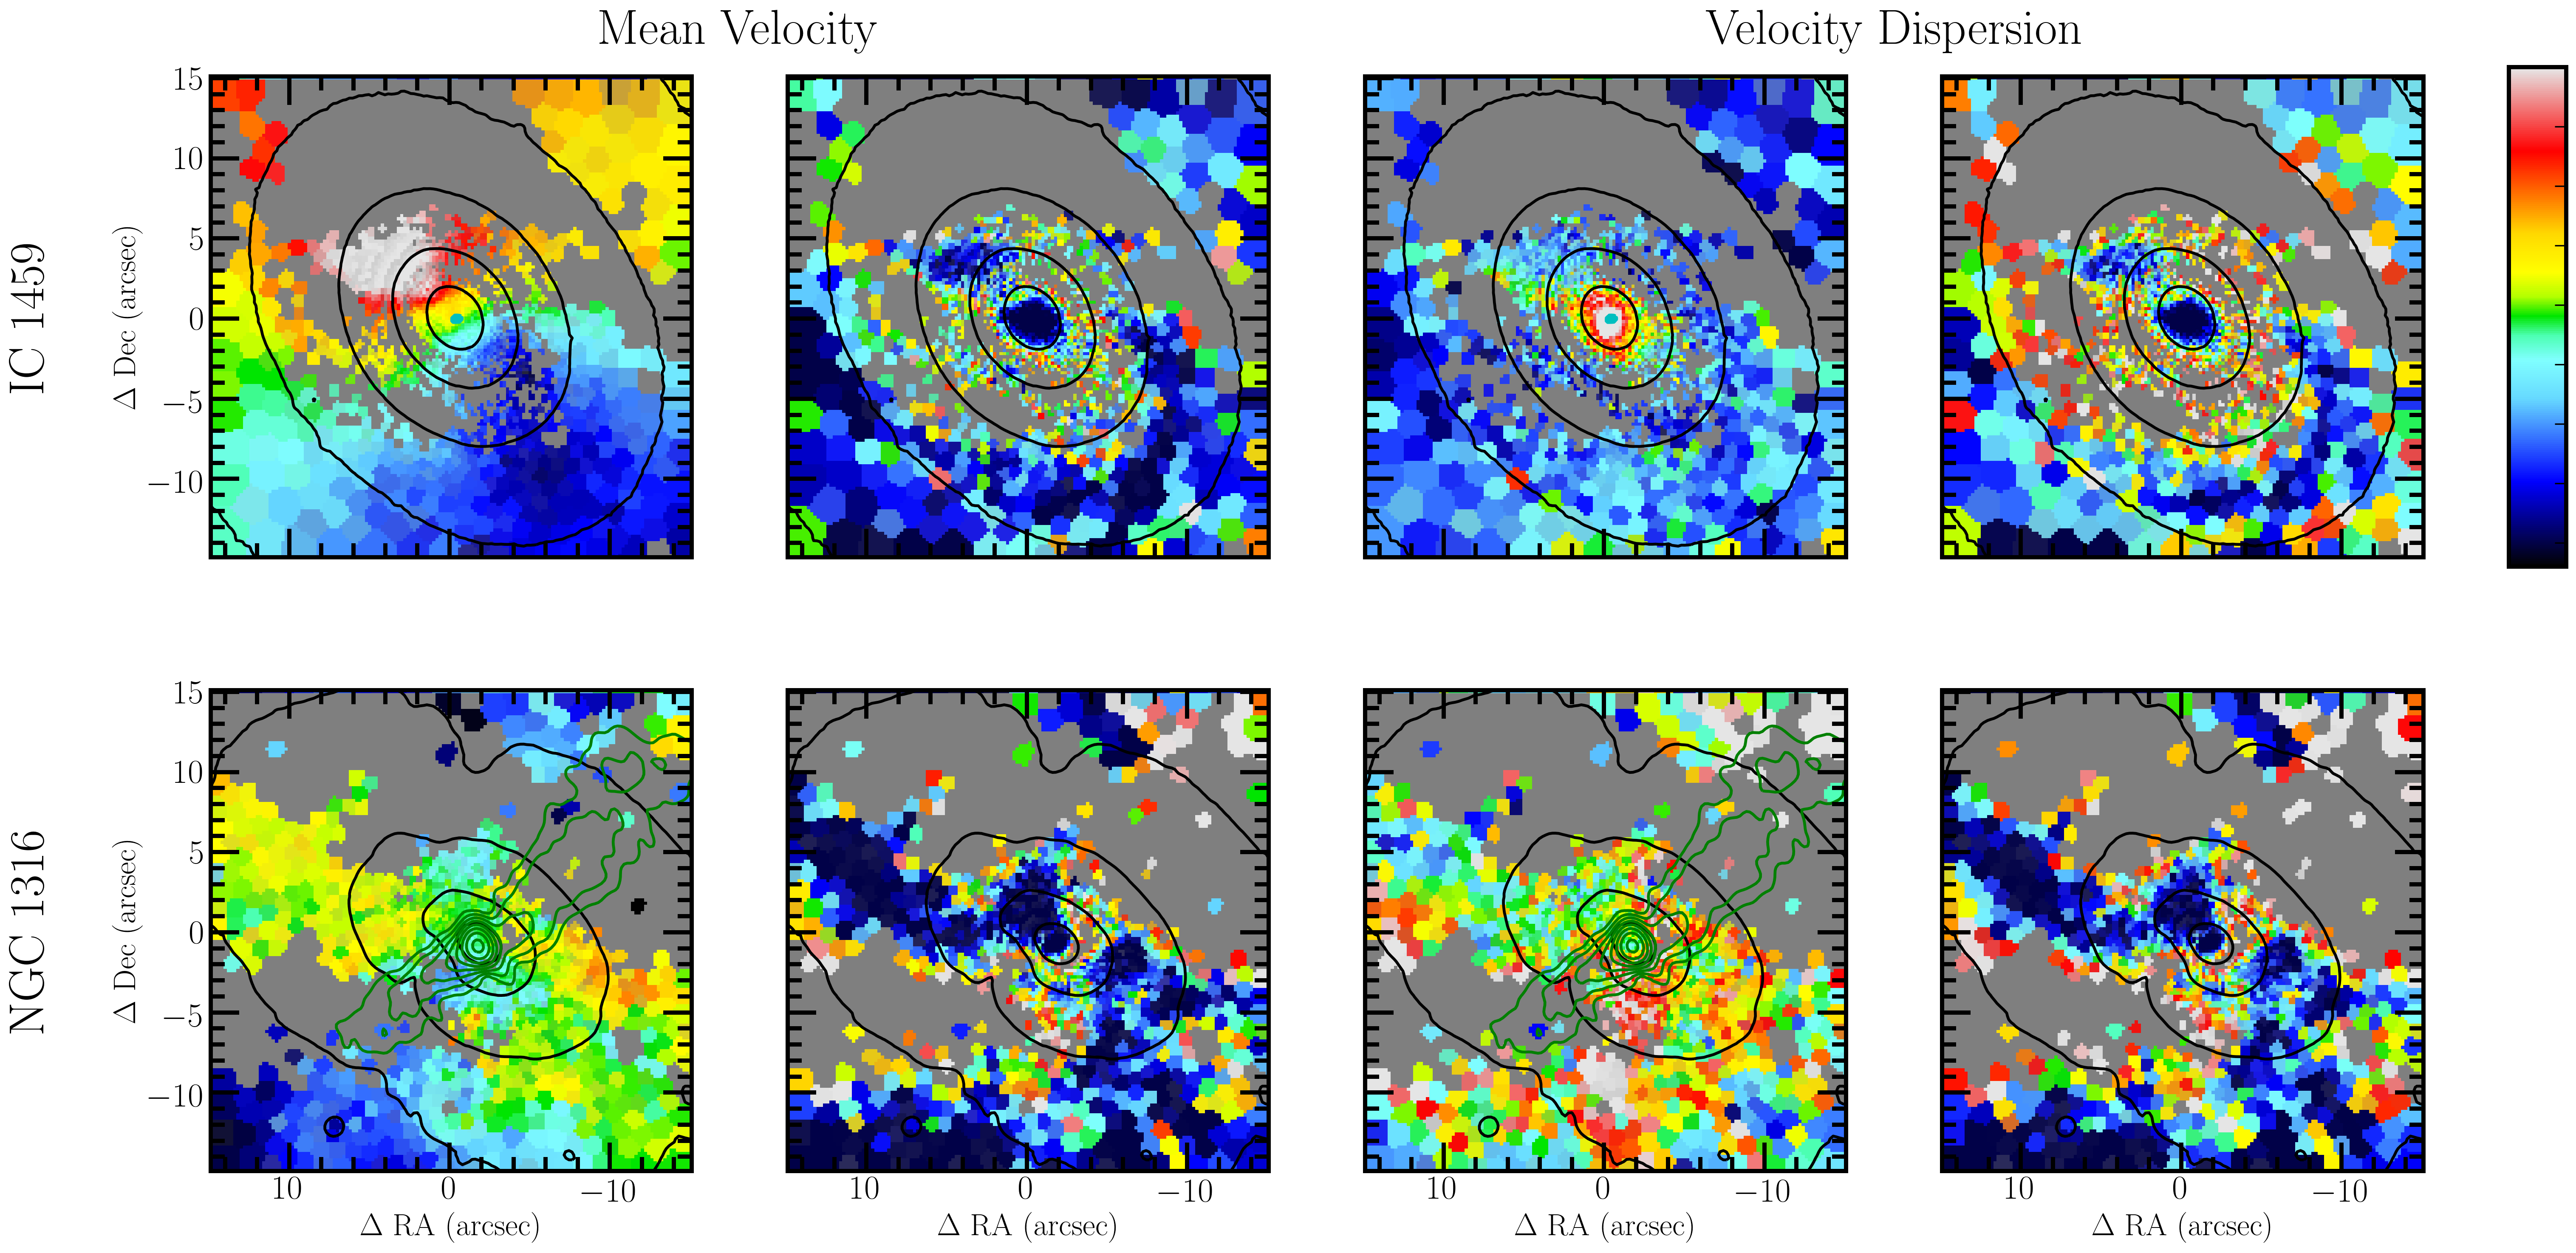 Mean Velocity
Velocity Dispersion
IC 1459
Δ Dec (arcsec)
15
10
5
0
−5
−10
NGC 1316
Δ Dec (arcsec)
15
10
5
0
−5
−10
10 0 −10
10 0 −10
10 0 −10
10 0 −10
Δ RA (arcsec)
Δ RA (arcsec)
Δ RA (arcsec)
Δ RA (arcsec)